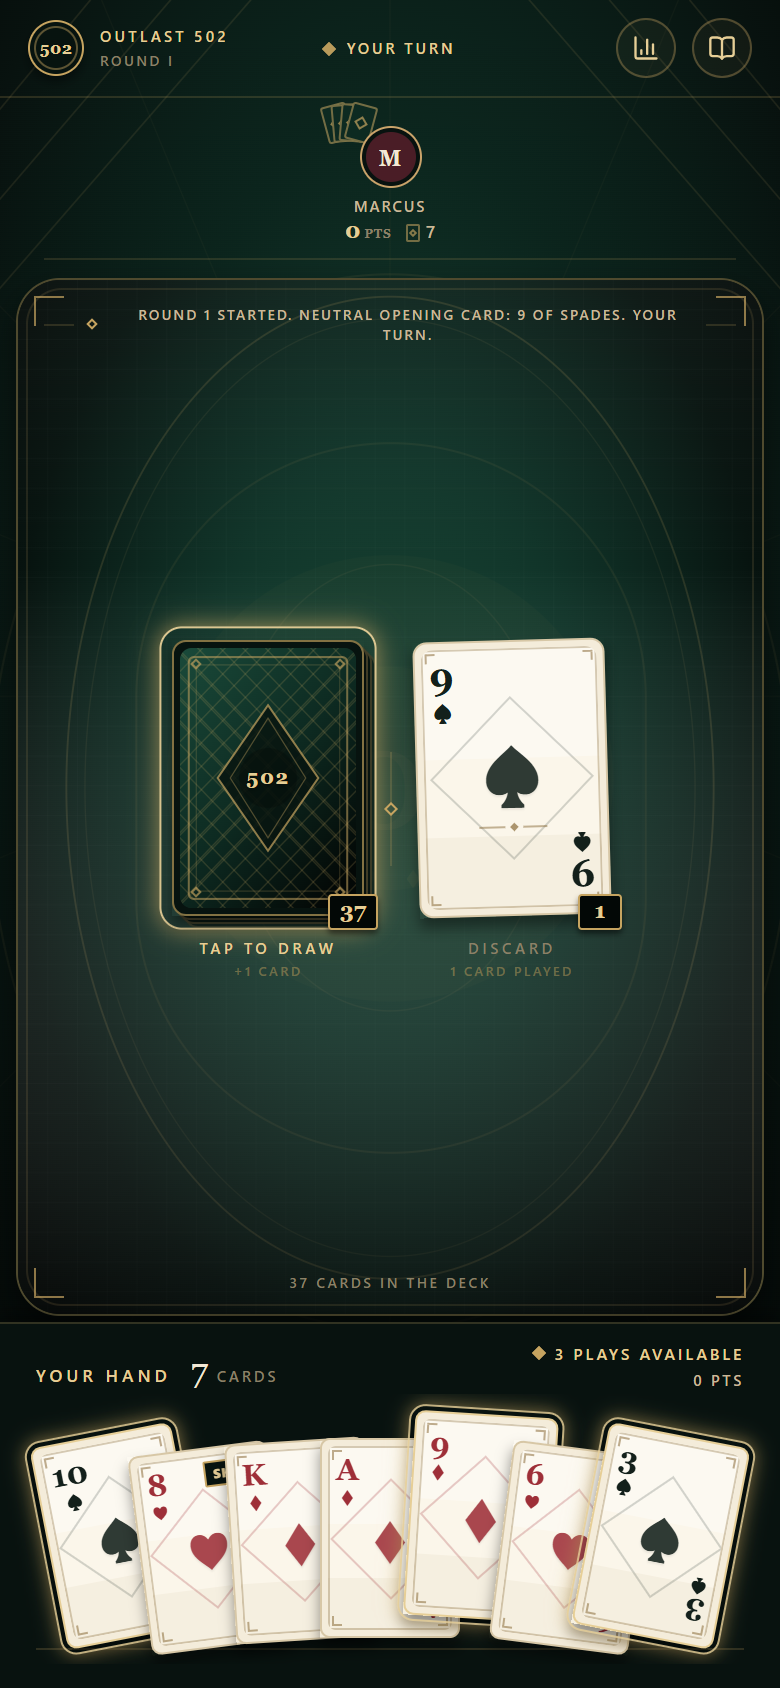 502
OUTLAST 502
ROUND I
YOUR TURN
M
MARCUS
0 PTS 7
ROUND 1 STARTED. NEUTRAL OPENING CARD: 9 OF SPADES. YOUR
TURN.
9
502
9
37
1
TAP TO DRAW
DISCARD
+1 CARD
1 CARD PLAYED
37 CARDS IN THE DECK
3 PLAYS AVAILABLE
YOUR HAND 7 CARDS
0 PTS
10
8
K
A
9
6
3
3